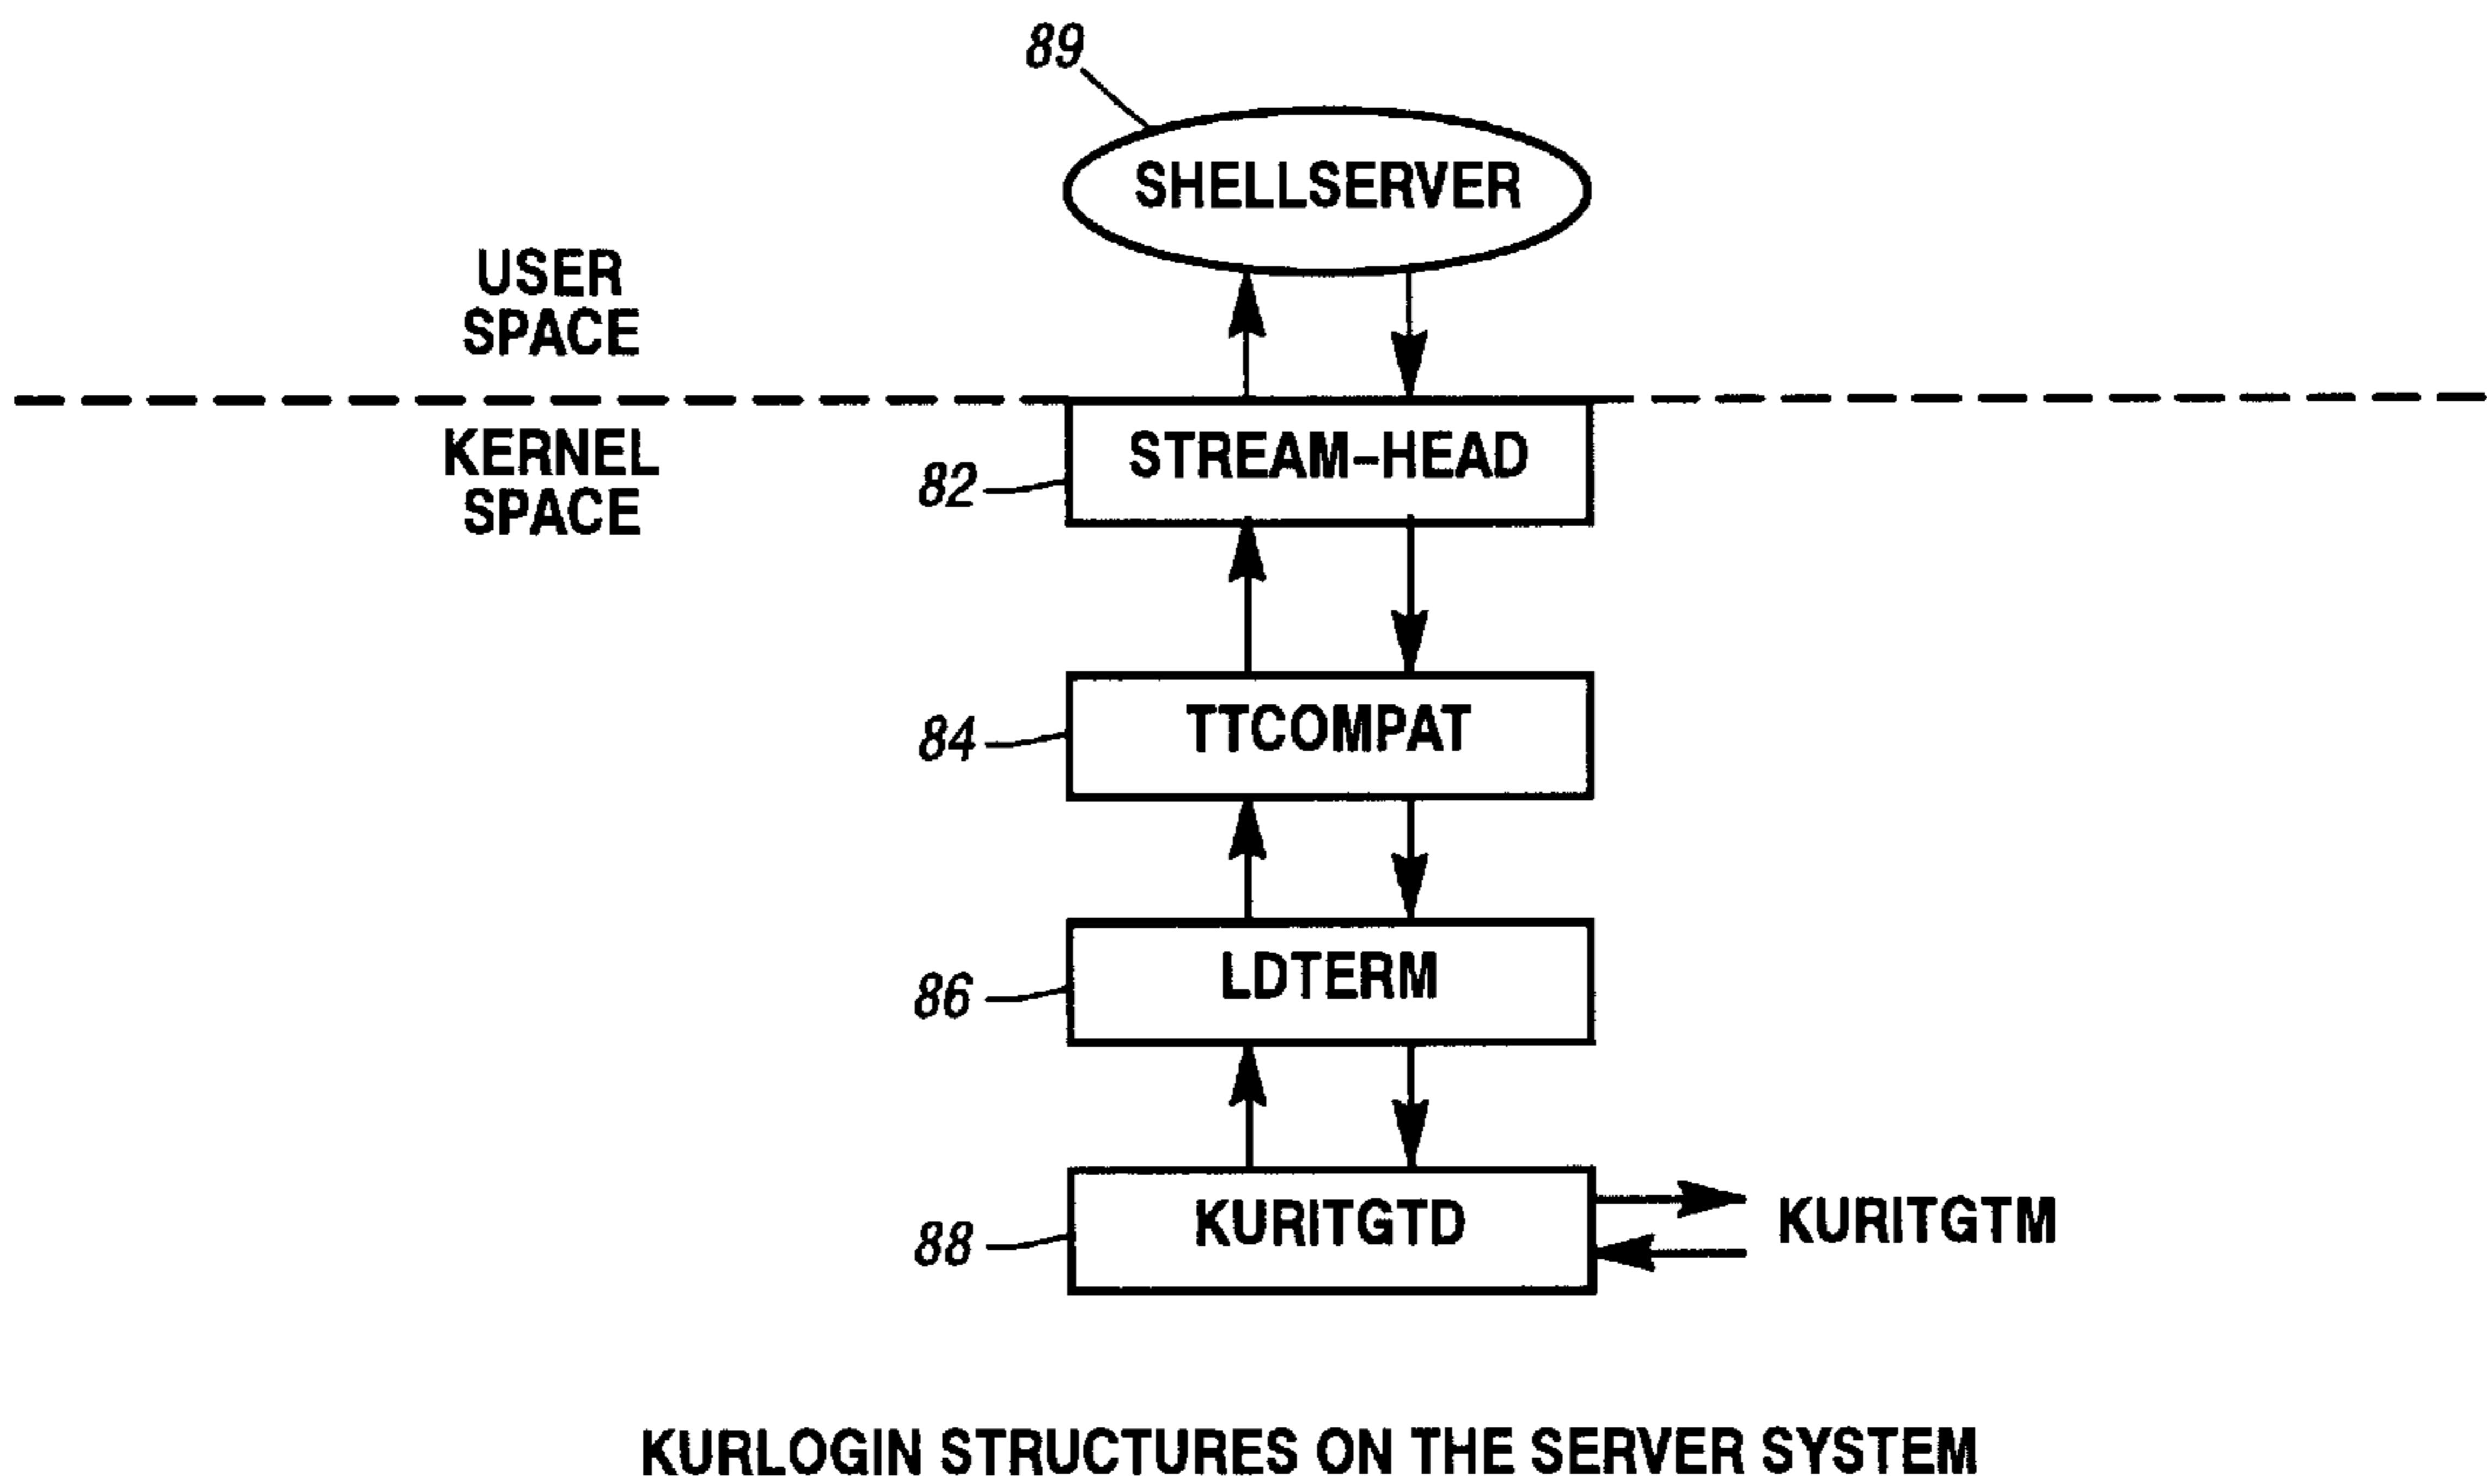 89
SHELLSERVER
USER
SPACE
KERNEL
SPACE
STREAM-HEAD
82
TTCOMPAT
84
LDTERM
86
KURITGTD
KURITGTM
88
KURLOGIN STRUCTURES ON THE SERVER SYSTEM